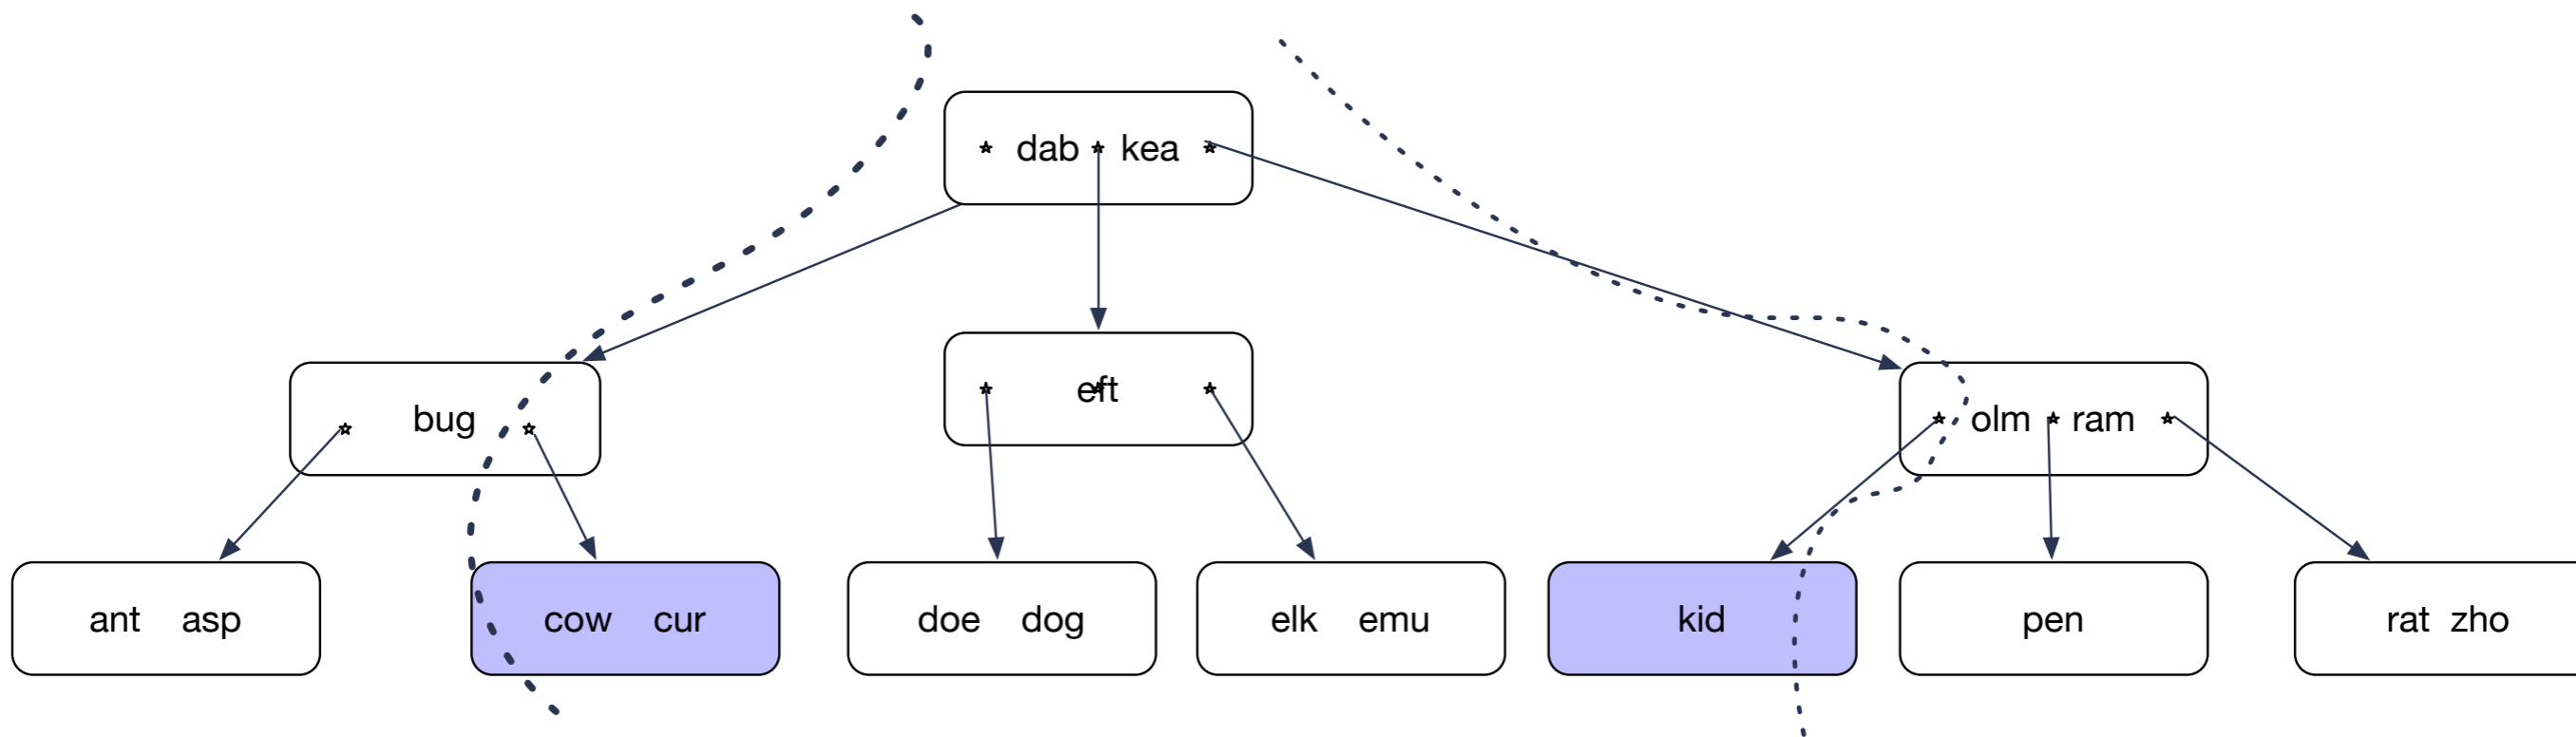 dab kea
bug
eft
olm ram
ant asp
cow cur
doe dog
elk emu
kid
pen
rat zho